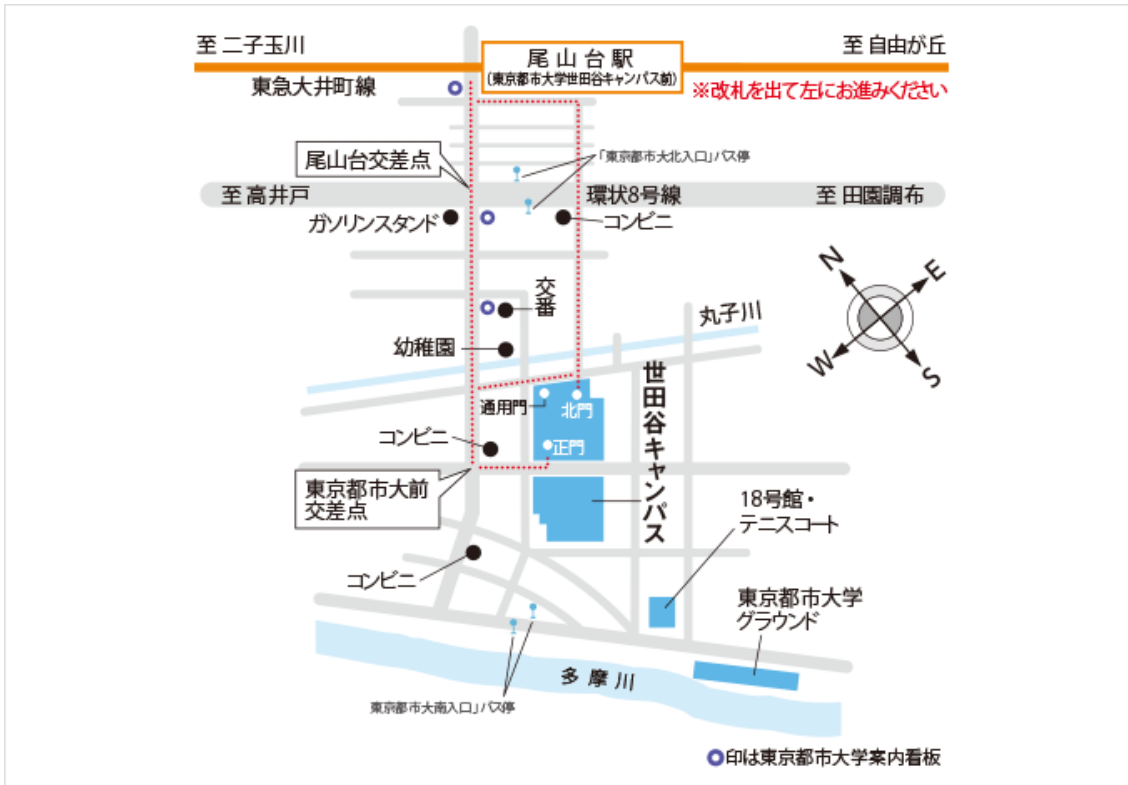 至 二子玉川
尾山台駅
(東京都市大学世田谷キャンパス前)
至 自由が丘
東急大井町線
※改札を出て左にお進みください
尾山台交差点
「東京都市大北入口」バス停
至 高井戸
環状8号線
至 田園調布
ガソリンスタンド
コンビニ
N
E
W
S
交番
丸子川
幼稚園
世田谷キャンパス
通用門
北門
コンビニ
正門
東京都市大前
交差点
18号館・
テニスコート
コンビニ
東京都市大学
グラウンド
多摩川
東京都市大南入口」バス停
印は東京都市大学案内看板